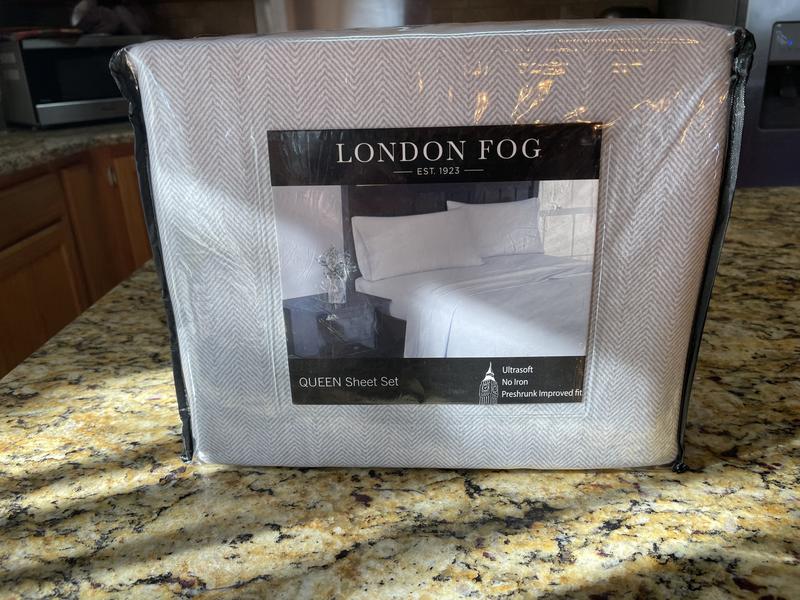 LONDON FOG
EST. 1923
QUEEN Sheet Set
Ultrasoft
No Iron
Preshrunk Improved fit